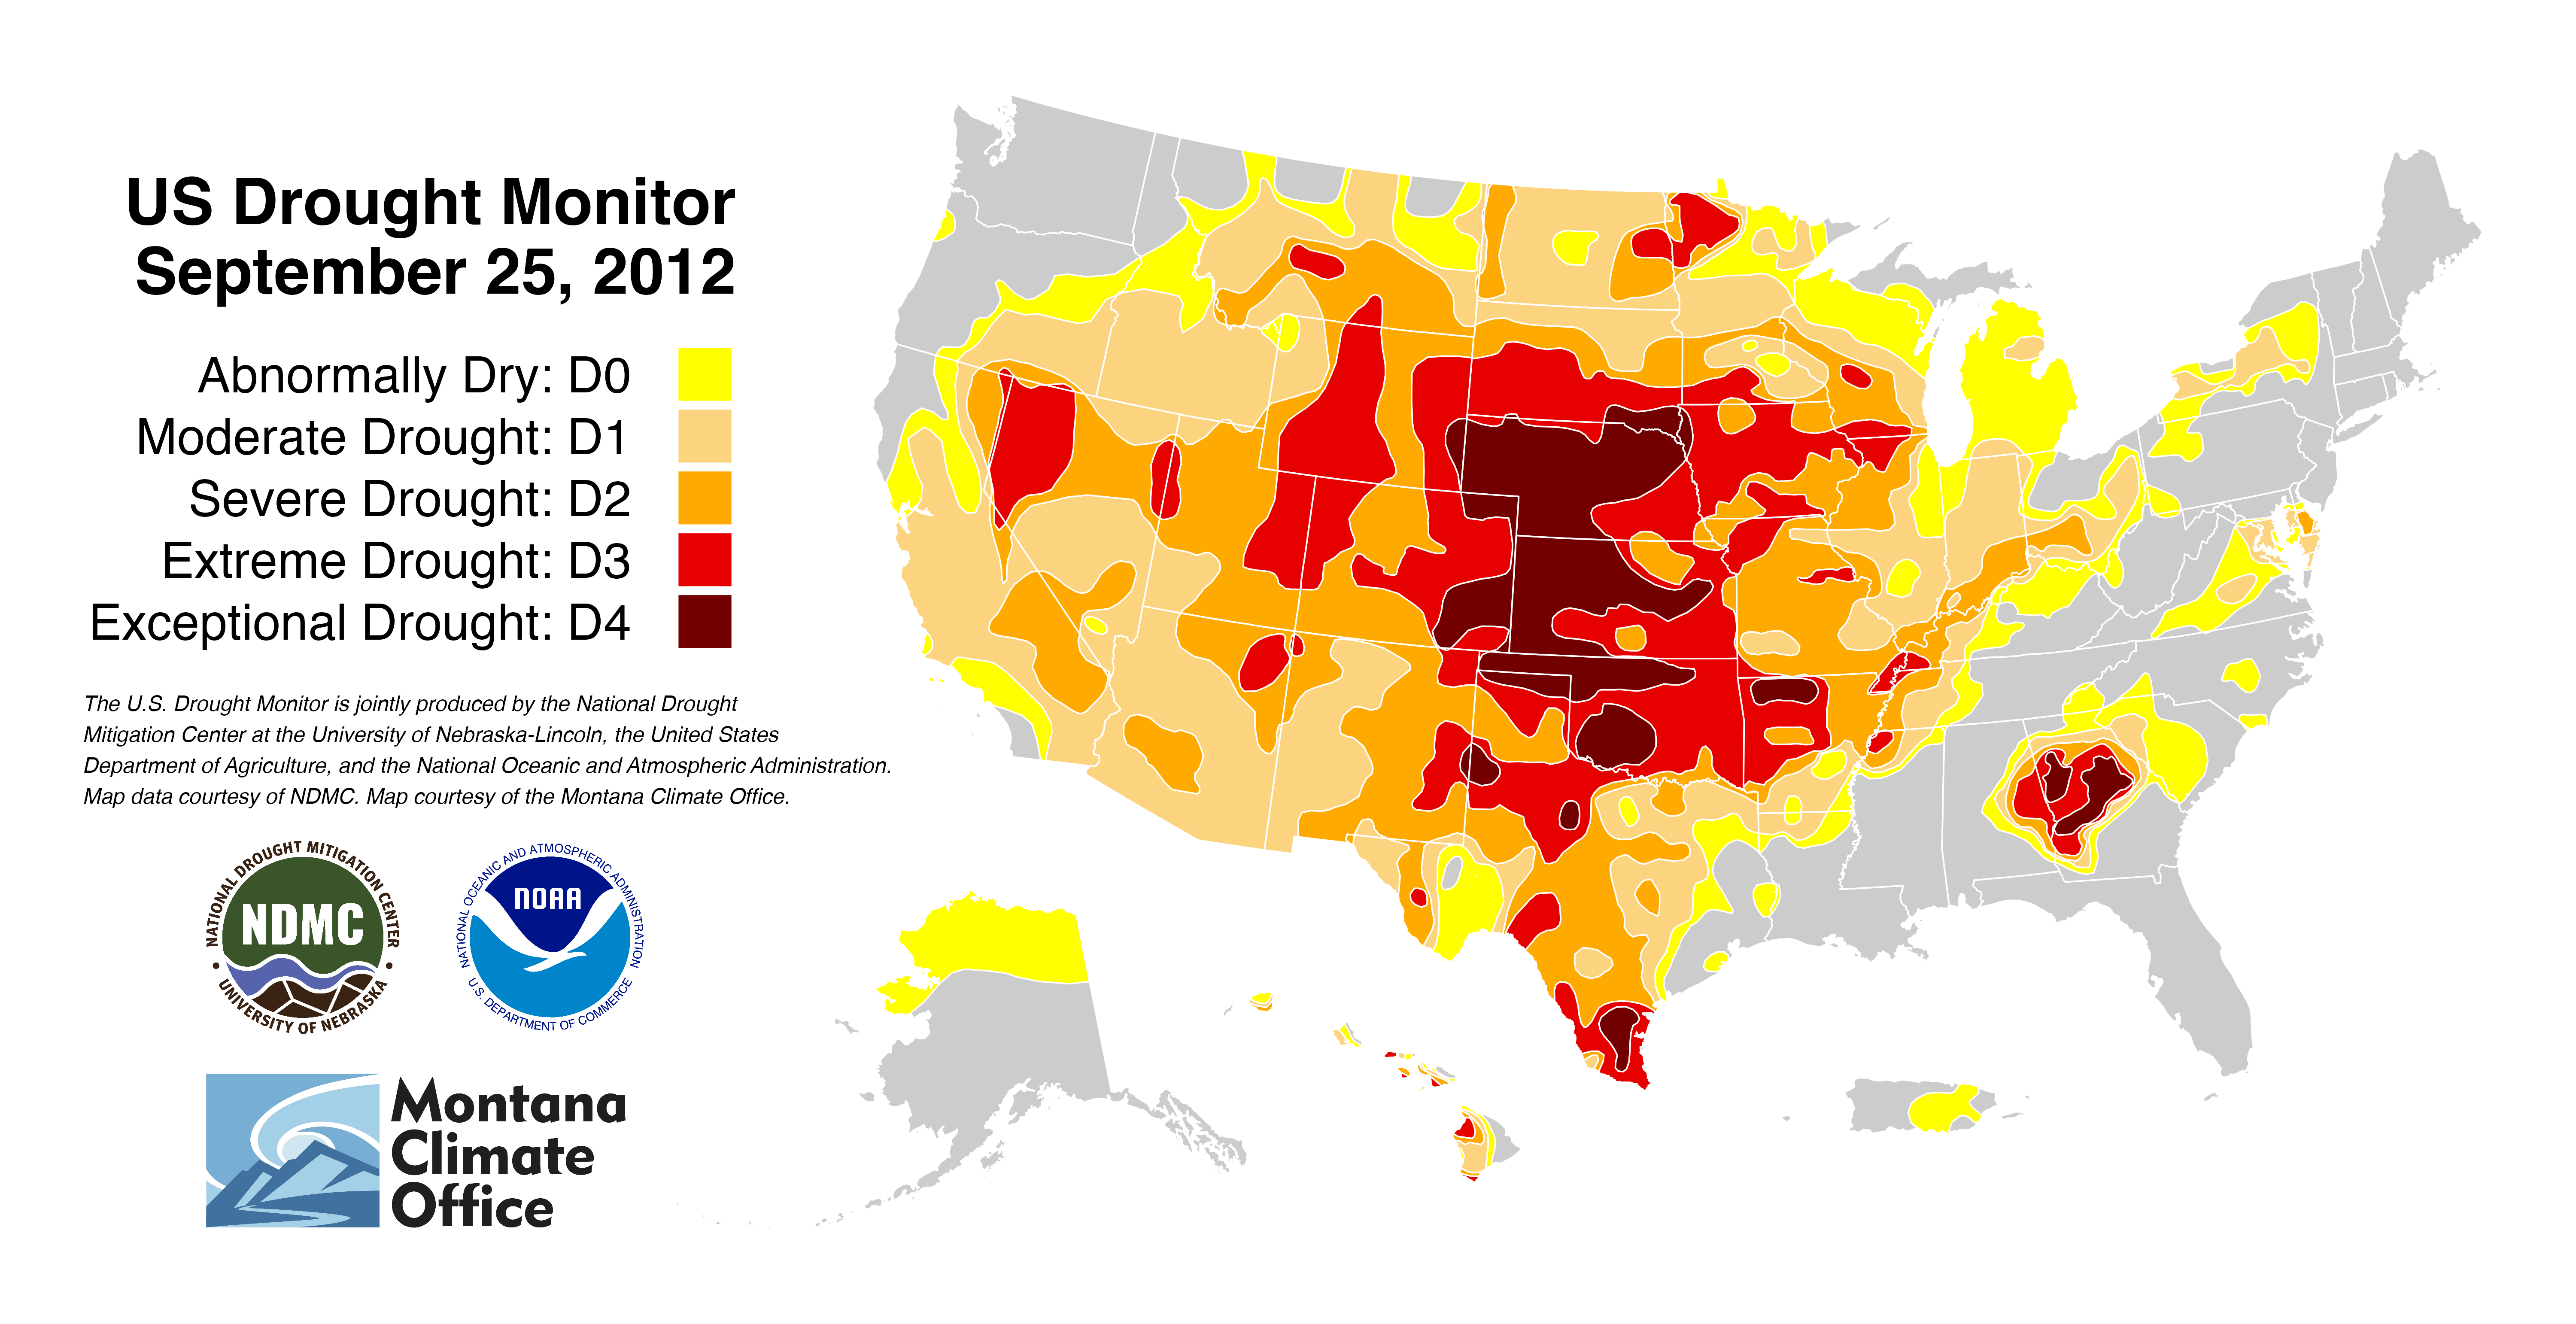 US Drought Monitor
September 25, 2012
Abnormally Dry: D0
Moderate Drought: D1
Severe Drought: D2
Extreme Drought: D3
Exceptional Drought: D4
The U.S. Drought Monitor is jointly produced by the National Drought
Mitigation Center at the University of Nebraska-Lincoln, the United States
Department of Agriculture, and the National Oceanic and Atmospheric Administration.
Map data courtesy of NDMC. Map courtesy of the Montana Climate Office.
NATIONAL DROUGHT MITIGATION CENTER
NDMC
• UNIVERSITY OF NEBRASKA •
NATIONAL OCEANIC AND ATMOSPHERIC ADMINISTRATION
NOAA
U.S. DEPARTMENT OF COMMERCE
Montana
Climate
Office